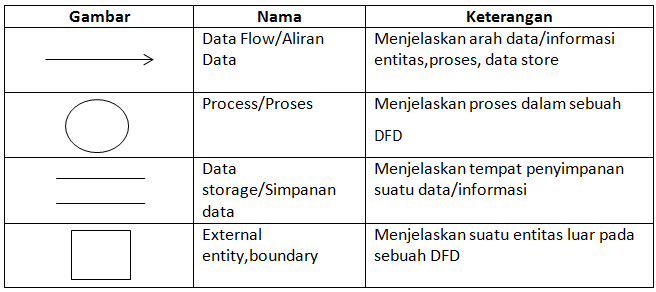 Gambar Nama Keterangan
Data Flow/Aliran
Data
Menjelaskan arah data/informasi
entitas,proses, data store
Process/Proses
Menjelaskan proses dalam sebuah
DFD
Data
storage/Simpanan
data
Menjelaskan tempat penyimpanan
suatu data/informasi
External
entity,boundary
Menjelaskan suatu entitas luar pada
sebuah DFD